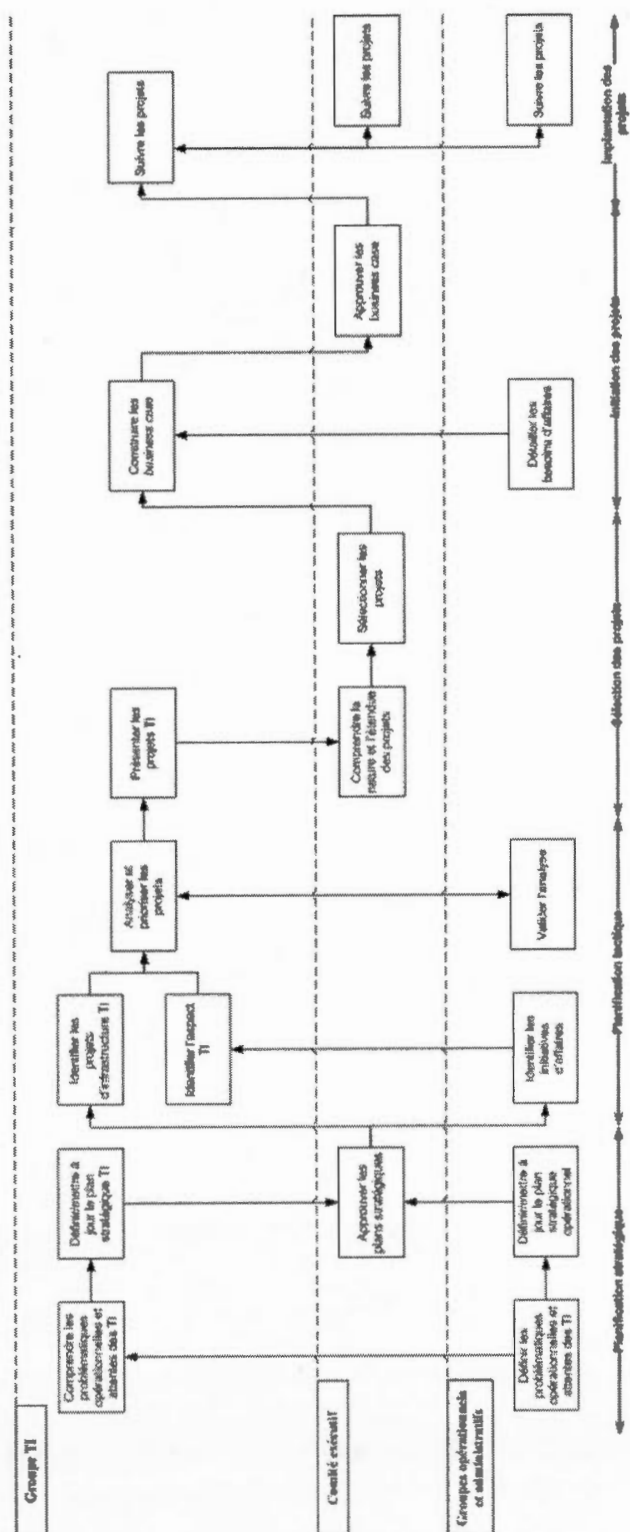 Groupe TI
Comprendre les
problématiques
opérationnelles et
attentes des TI
Définir/mettre à
jour le plan
stratégique TI
Identifier les
projets
d'infrastructure TI
Identifier l'aspect
TI
Analyser et
prioriser les
projets
Présenter les
projets TI
Construire les
business case
Suivre les projets
Comité exécutif
Approuver les
plans stratégiques
Comprendre la
nature et l'étendue
des projets
Sélectionner les
projets
Approuver les
business case
Suivre les projets
Groupes opérationnels
et administratifs
Définir les
problématiques
opérationnelles et
attentes des TI
Définir/mettre à
jour le plan
stratégique
opérationnel
Identifier les
initiatives
d'affaires
Valider l'analyse
Détailler les
besoins d'affaires
Suivre les projets
Planification stratégique
Planification tactique
Sélection des projets
Initiation des projets
Implantation des
projets